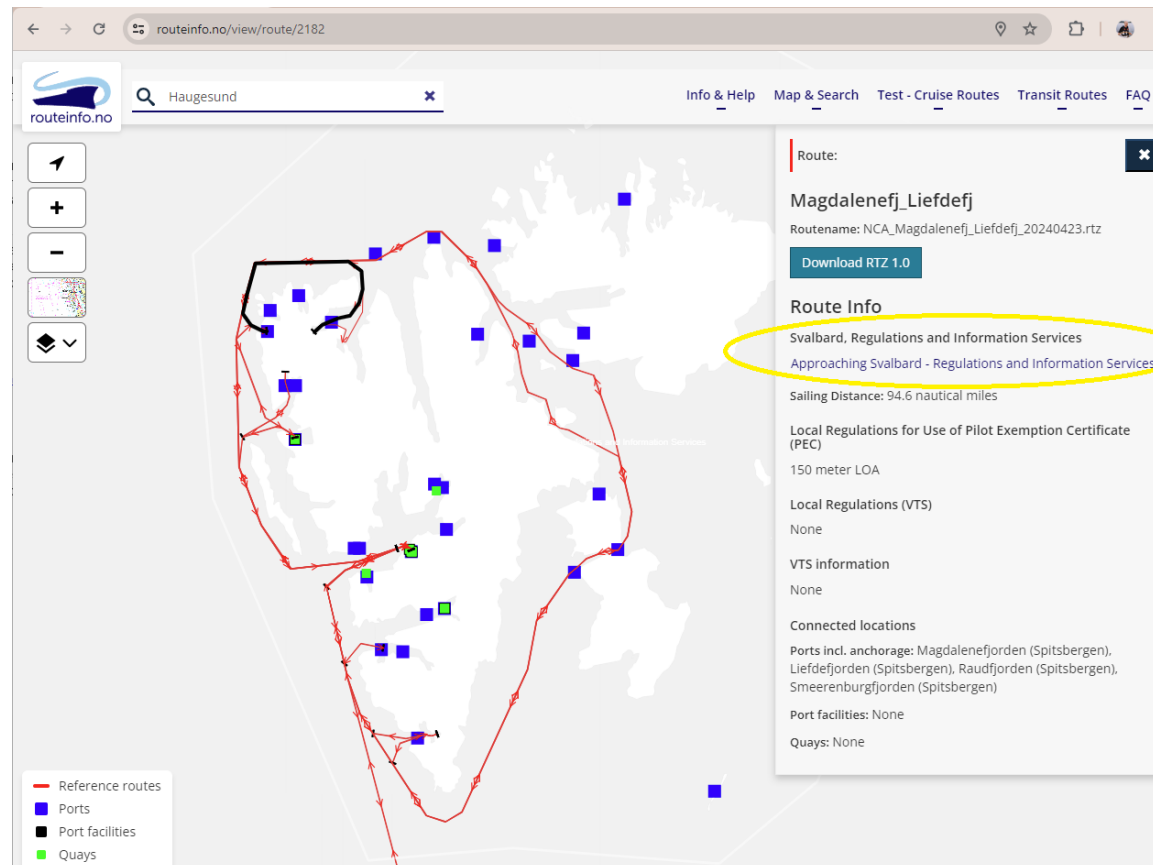 routeinfo.no/view/route/2182
routeinfo.no
Haugesund
Info & Help
Map & Search
Test - Cruise Routes
Transit Routes
FAQ
Route:
Magdalenefj_Liefdefj
Routename: NCA_Magdalenefj_Liefdefj_20240423.rtz
Download RTZ 1.0
Route Info
Svalbard, Regulations and Information Services
Approaching Svalbard - Regulations and Information Services
Sailing Distance: 94.6 nautical miles
Local Regulations for Use of Pilot Exemption Certificate
(PEC)
150 meter LOA
Local Regulations (VTS)
None
VTS information
None
Connected locations
Ports incl. anchorage: Magdalenefjorden (Spitsbergen),
Liefdefjorden (Spitsbergen), Raudfjorden (Spitsbergen),
Smeerenburgfjorden (Spitsbergen)
Port facilities: None
Quays: None
Information Services
Reference routes
Ports
Port facilities
Quays